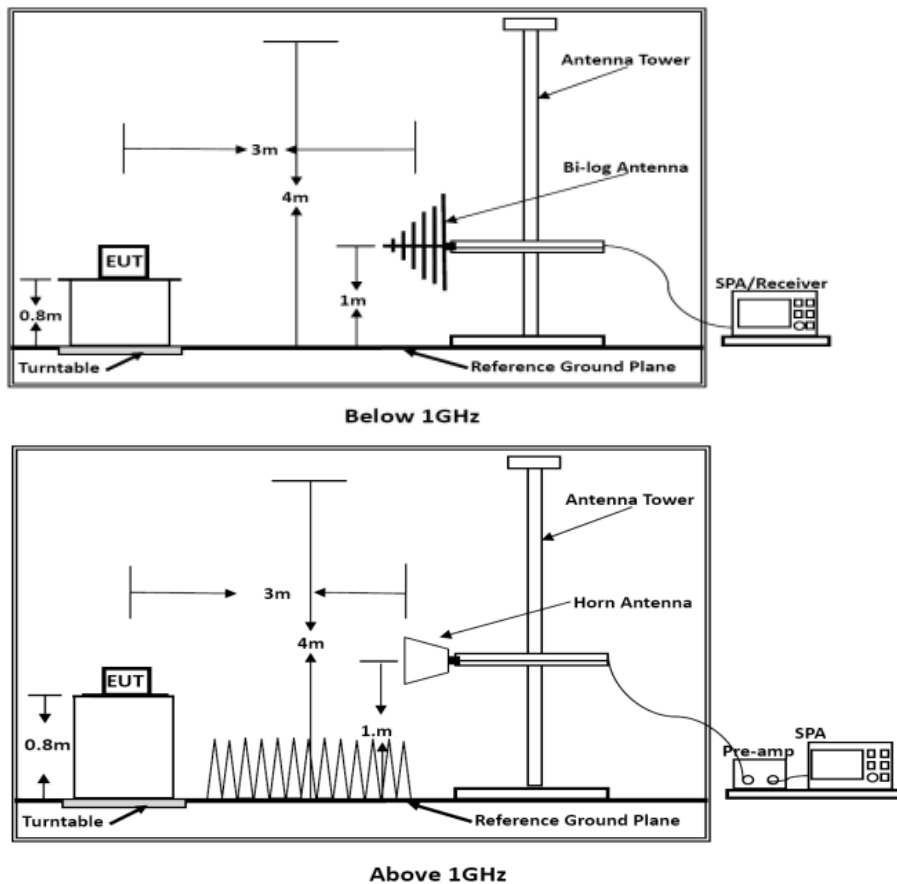 Antenna Tower
3m
Bi-log Antenna
4m
EUT
SPA/Receiver
1m
0.8m
Turntable
Reference Ground Plane
Below 1GHz
Antenna Tower
3m
Horn Antenna
4m
EUT
1.m
SPA
0.8m
Pre-amp
Turntable
Reference Ground Plane
Above 1GHz